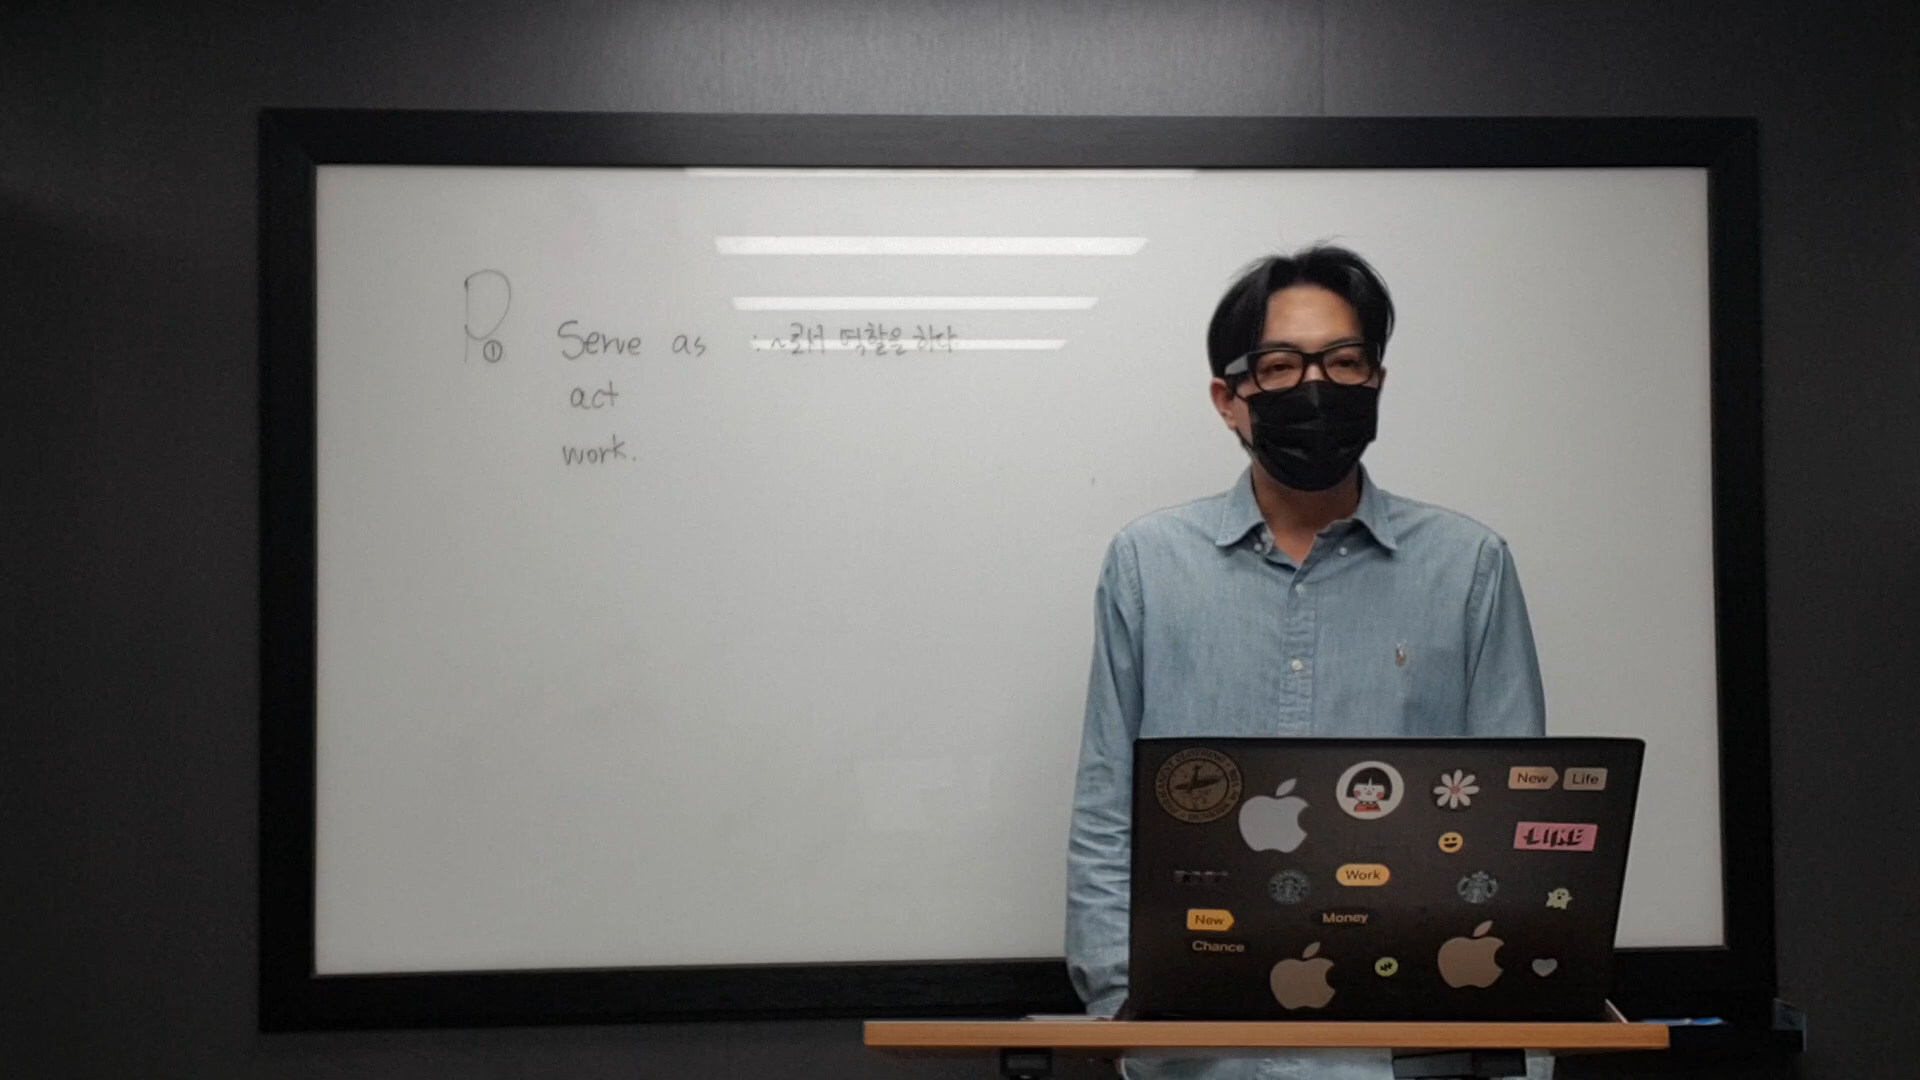 P
① Serve as : ~로서 역할을 하다
act
work.
New Life
LIKE
Work
New
Money
Chance